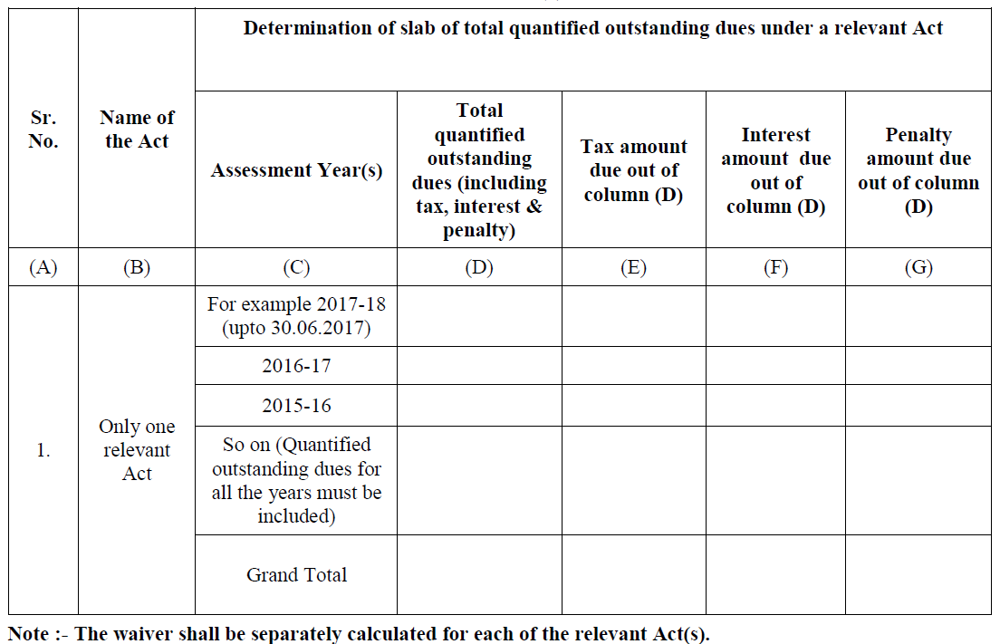 Determination of slab of total quantified outstanding dues under a relevant Act
Sr.
No.
Name of
the Act
Assessment Year(s)
Total
quantified
outstanding
dues (including
tax, interest &
penalty)
Tax amount
due out of
column (D)
Interest
amount due
out of
column (D)
Penalty
amount due
out of column
(D)
(A)
(B)
(C)
(D)
(E)
(F)
(G)
1.
Only one
relevant
Act
For example 2017-18
(upto 30.06.2017)
2016-17
2015-16
So on (Quantified
outstanding dues for
all the years must be
included)
Grand Total
Note :- The waiver shall be separately calculated for each of the relevant Act(s).